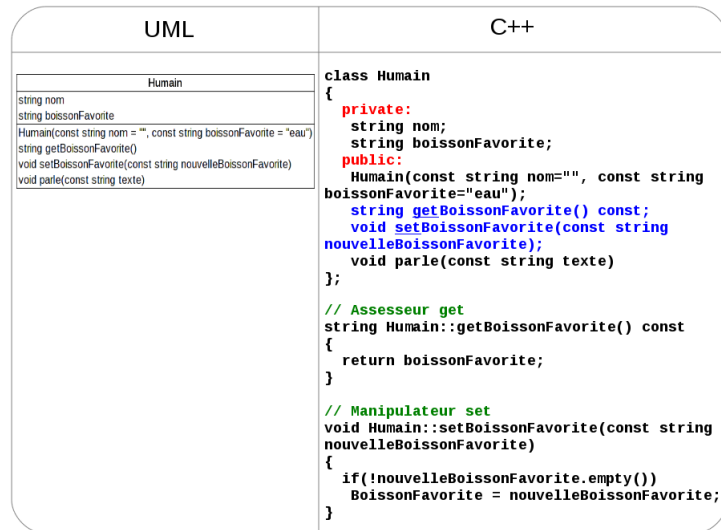 UML
C++
Humain
string nom
string boissonFavorite
Humain(const string nom = "", const string boissonFavorite = "eau")
string getBoissonFavorite()
void setBoissonFavorite(const string nouvelleBoissonFavorite)
void parle(const string texte)
class Humain
{
private:
string nom;
string boissonFavorite;
public:
Humain(const string nom="", const string
boissonFavorite="eau");
string getBoissonFavorite() const;
void setBoissonFavorite(const string
nouvelleBoissonFavorite);
void parle(const string texte)
};
// Assesseur get
string Humain::getBoissonFavorite() const
{
return boissonFavorite;
}
// Manipulateur set
void Humain::setBoissonFavorite(const string
nouvelleBoissonFavorite)
{
if(!nouvelleBoissonFavorite.empty())
BoissonFavorite = nouvelleBoissonFavorite;
}